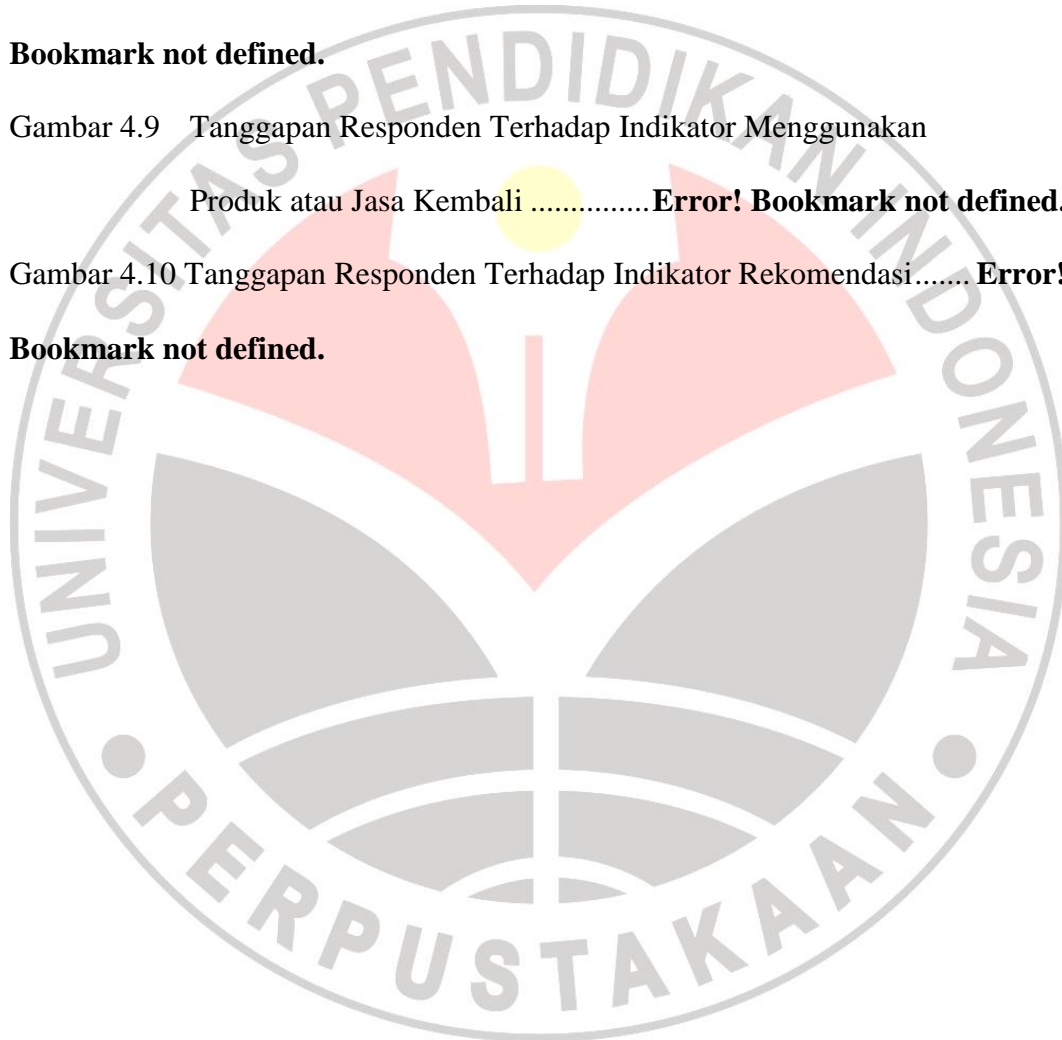 Bookmark not defined.
Gambar 4.9 Tanggapan Responden Terhadap Indikator Menggunakan
Produk atau Jasa Kembali ...............Error! Bookmark not defined.
Gambar 4.10 Tanggapan Responden Terhadap Indikator Rekomendasi....... Error!
Bookmark not defined.
UNIVERSITAS PENDIDIKAN INDONESIA
PERPUSTAKAAN